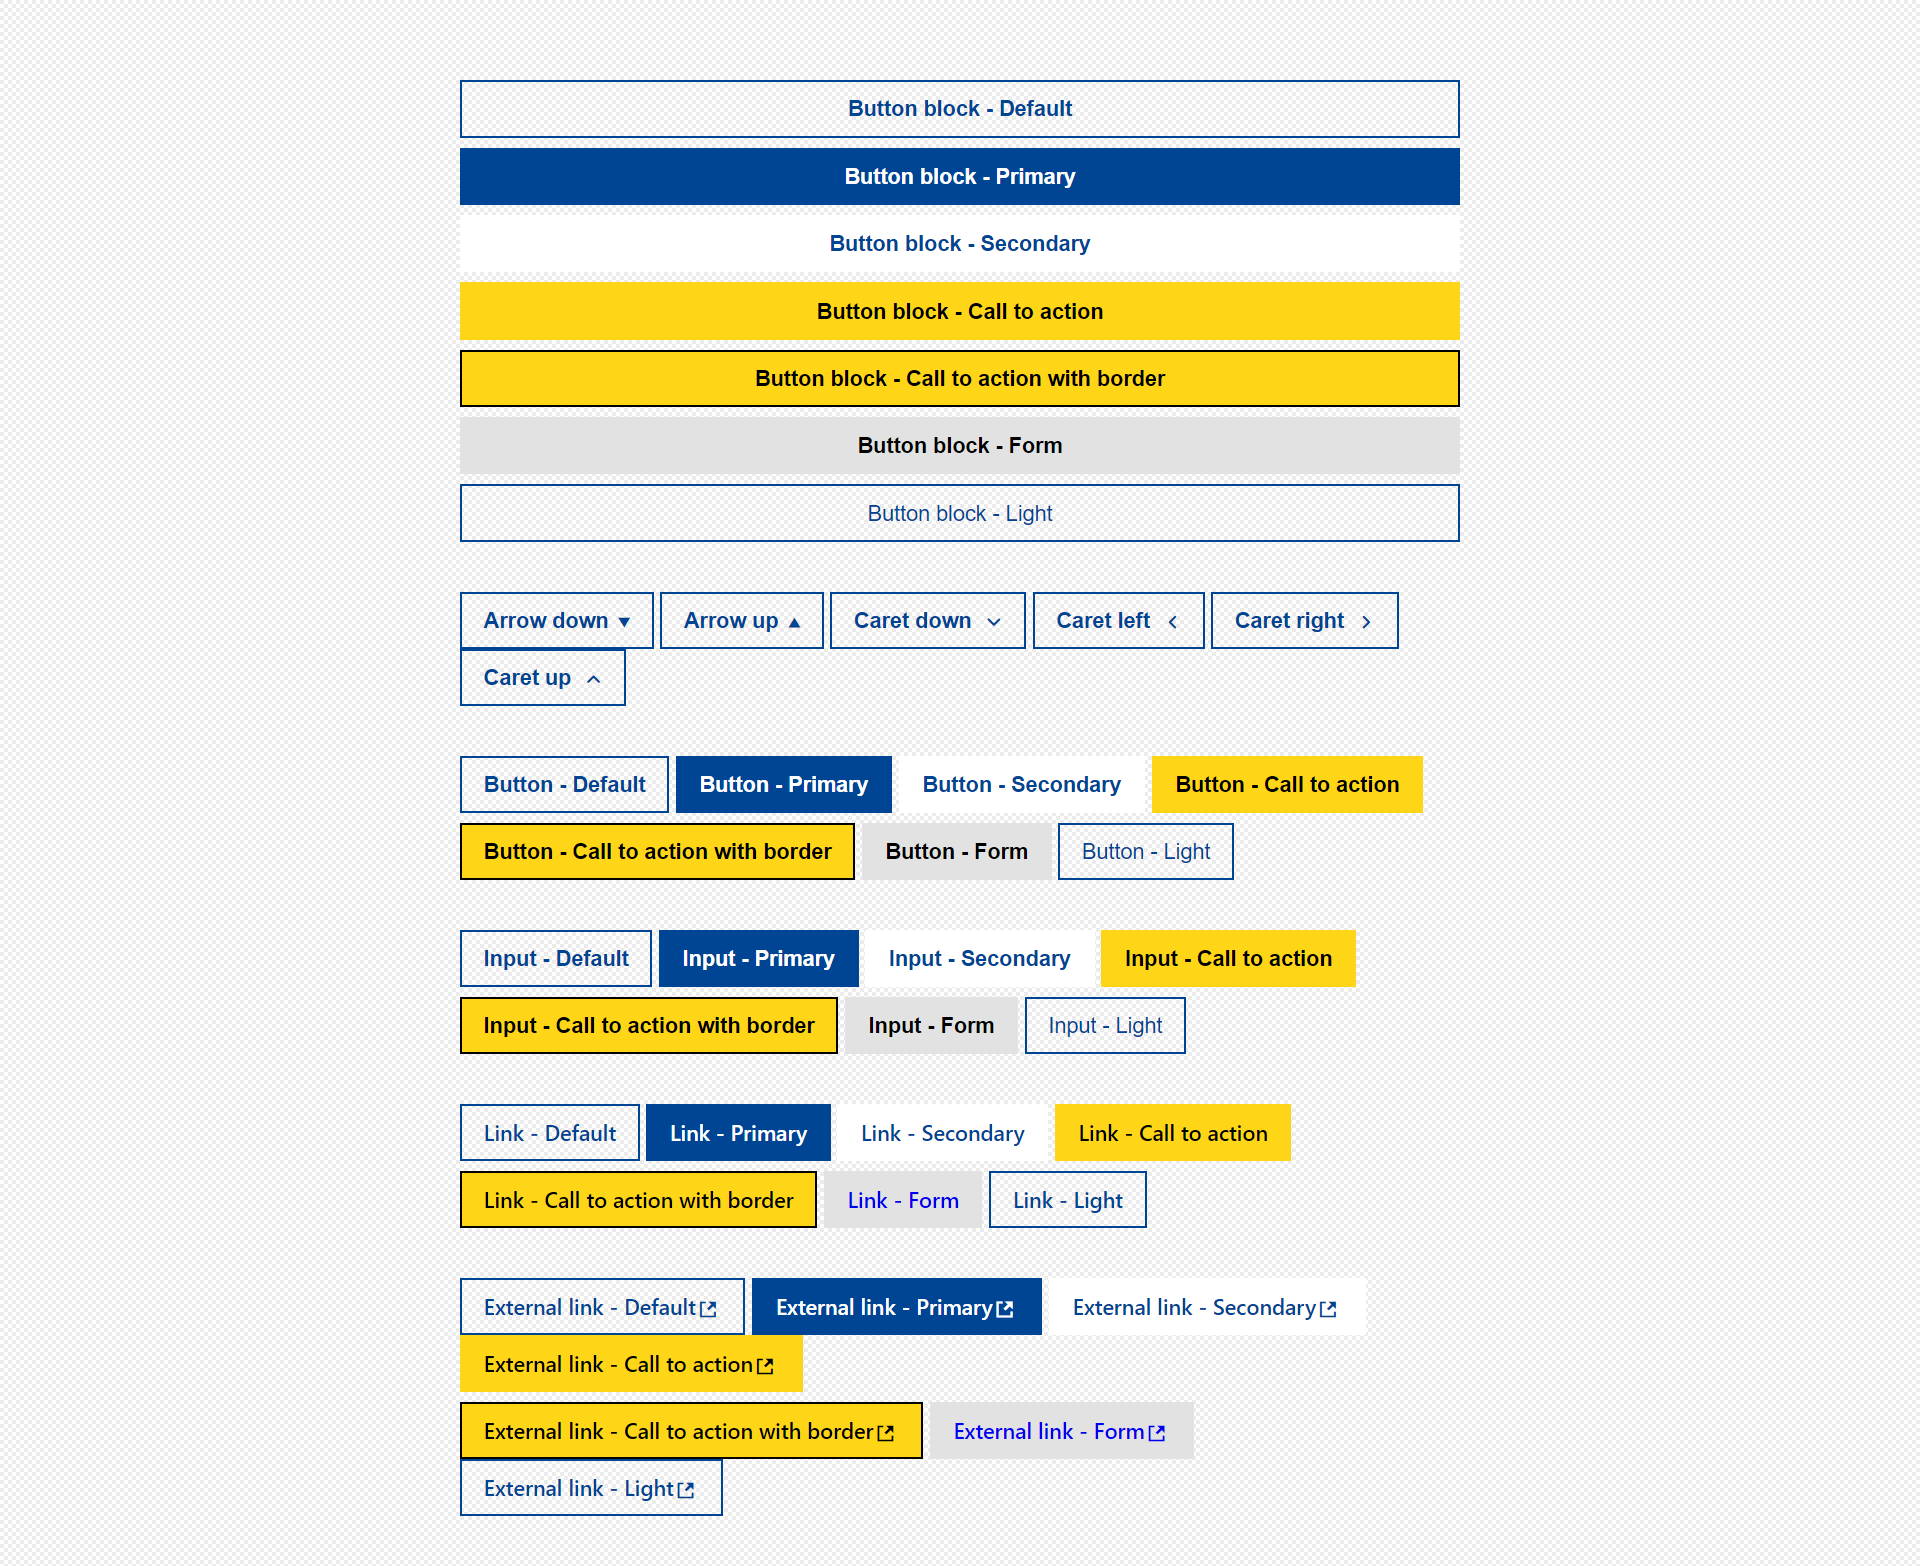 Button block - Default
Button block - Primary
Button block - Secondary
Button block - Call to action
Button block - Call to action with border
Button block - Form
Button block - Light
Arrow down Arrow up Caret down Caret left Caret right
Caret up
Button - Default Button - Primary Button - Secondary Button - Call to action
Button - Call to action with border Button - Form Button - Light
Input - Default Input - Primary Input - Secondary Input - Call to action
Input - Call to action with border Input - Form Input - Light
Link - Default Link - Primary Link - Secondary Link - Call to action
Link - Call to action with border Link - Form Link - Light
External link - Default External link - Primary External link - Secondary
External link - Call to action
External link - Call to action with border External link - Form
External link - Light